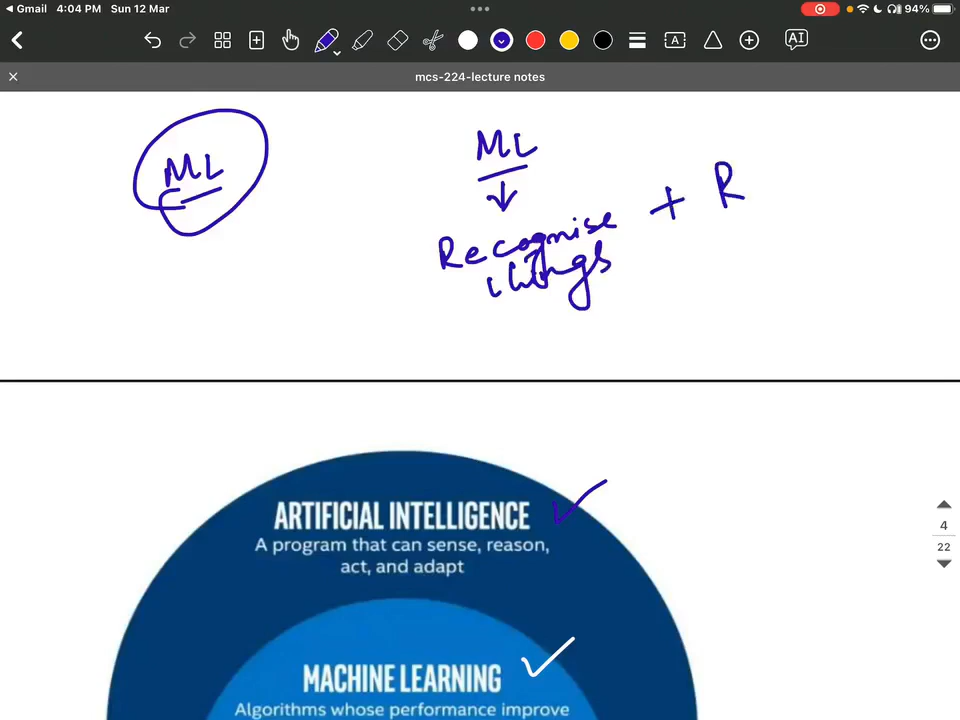 Gmail 4:04 PM Sun 12 Mar 94%
A AI
mcs-224-lecture notes
ML
ML
Recognise + R
things
ARTIFICIAL INTELLIGENCE
A program that can sense, reason,
act, and adapt
4
22
MACHINE LEARNING
Algorithms whose performance improve